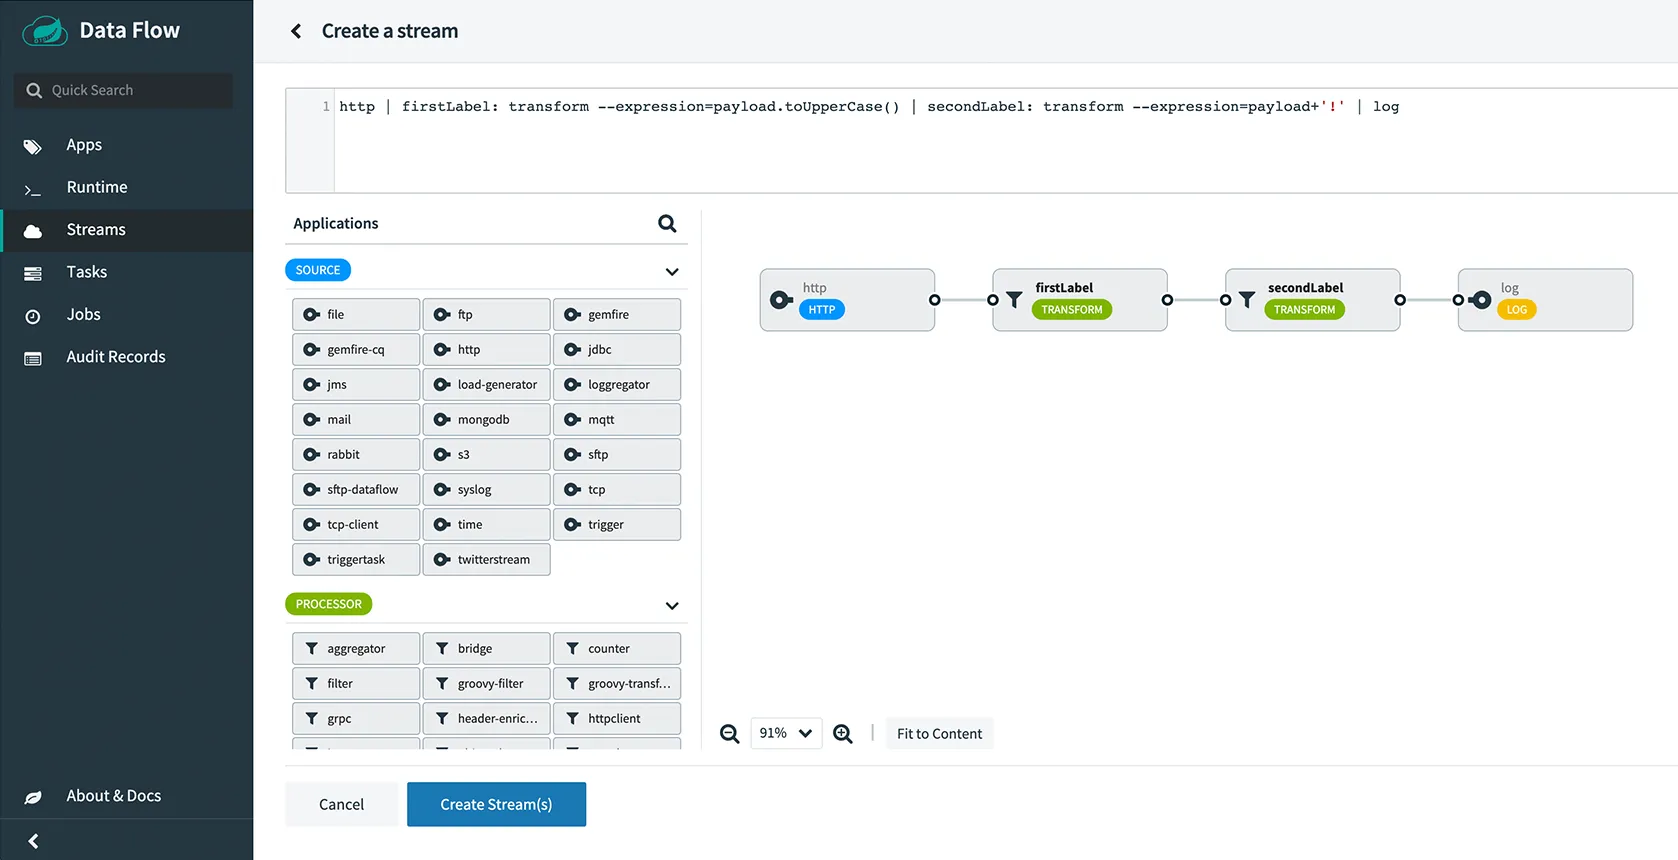 Data Flow
Quick Search
Apps
Runtime
Streams
Tasks
Jobs
Audit Records
About & Docs
Create a stream
1 http | firstLabel: transform --expression=payload.toUpperCase() | secondLabel: transform --expression=payload+'!' | log
Applications
SOURCE
file ftp gemfire
gemfire-cq http jdbc
jms load-generator loggregator
mail mongodb mqtt
rabbit s3 sftp
sftp-dataflow syslog tcp
tcp-client time trigger
triggertask twitterstream
PROCESSOR
aggregator bridge counter
filter groovy-filter groovy-transf...
grpc header-enric... httpclient
http
HTTP
firstLabel
TRANSFORM
secondLabel
TRANSFORM
log
LOG
91%
Fit to Content
Cancel
Create Stream(s)